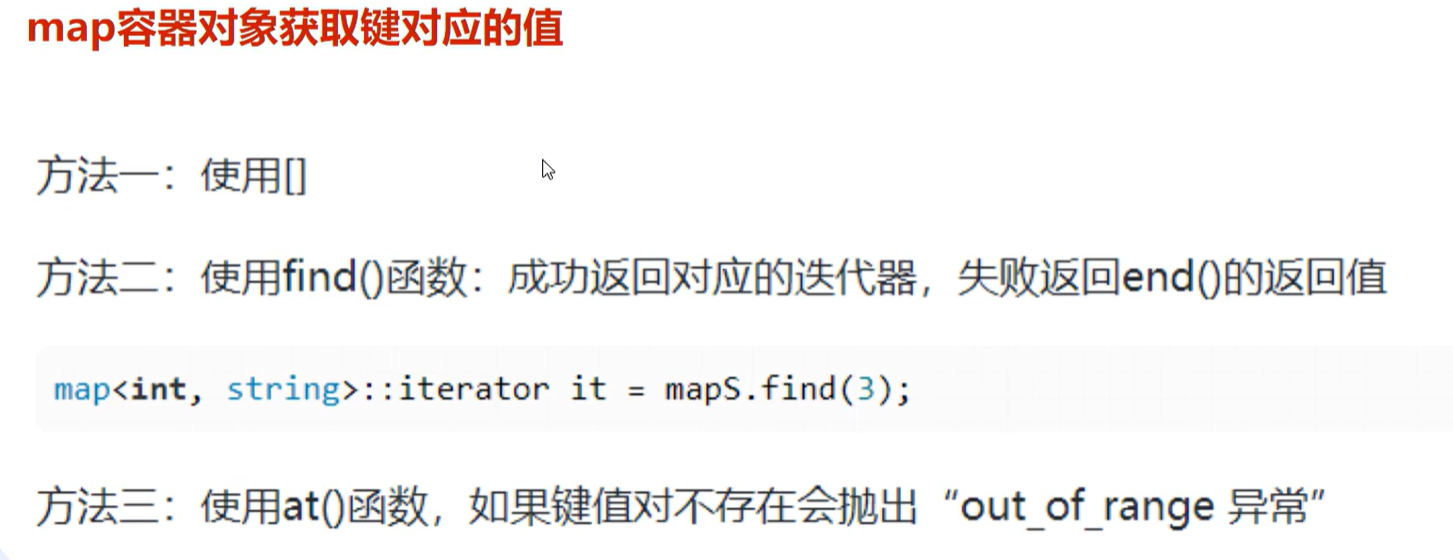 map容器对象获取键对应的值
方法一：使用[]
方法二：使用find()函数：成功返回对应的迭代器，失败返回end()的返回值
map<int, string>::iterator it = mapS.find(3);
方法三：使用at()函数，如果键值对不存在会抛出“out_of_range 异常”